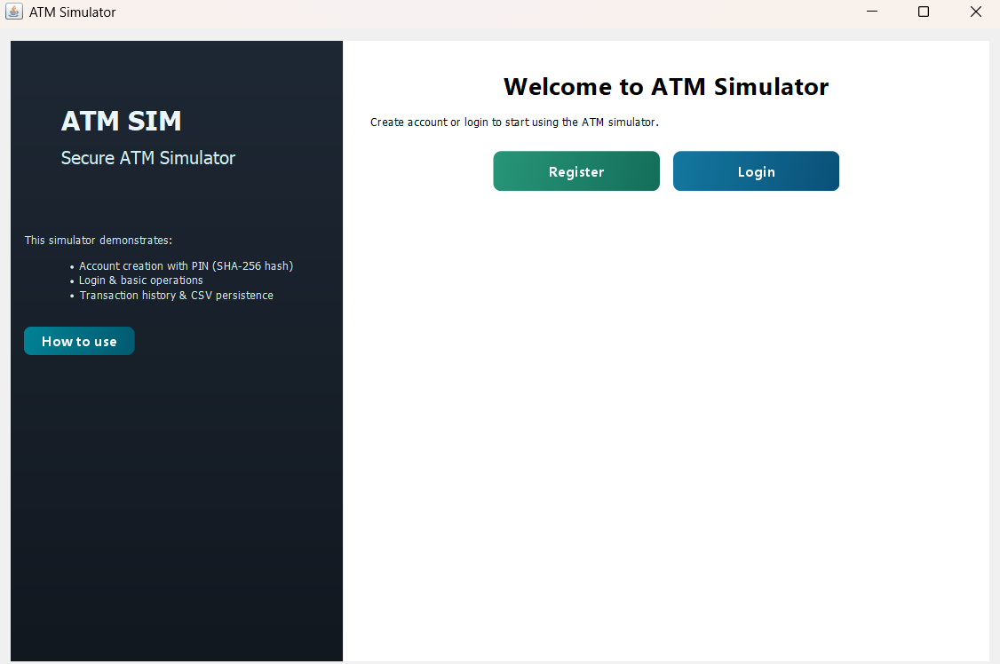 ATM Simulator
ATM SIM
Secure ATM Simulator
This simulator demonstrates:
• Account creation with PIN (SHA-256 hash)
• Login & basic operations
• Transaction history & CSV persistence
How to use
Welcome to ATM Simulator
Create account or login to start using the ATM simulator.
Register
Login